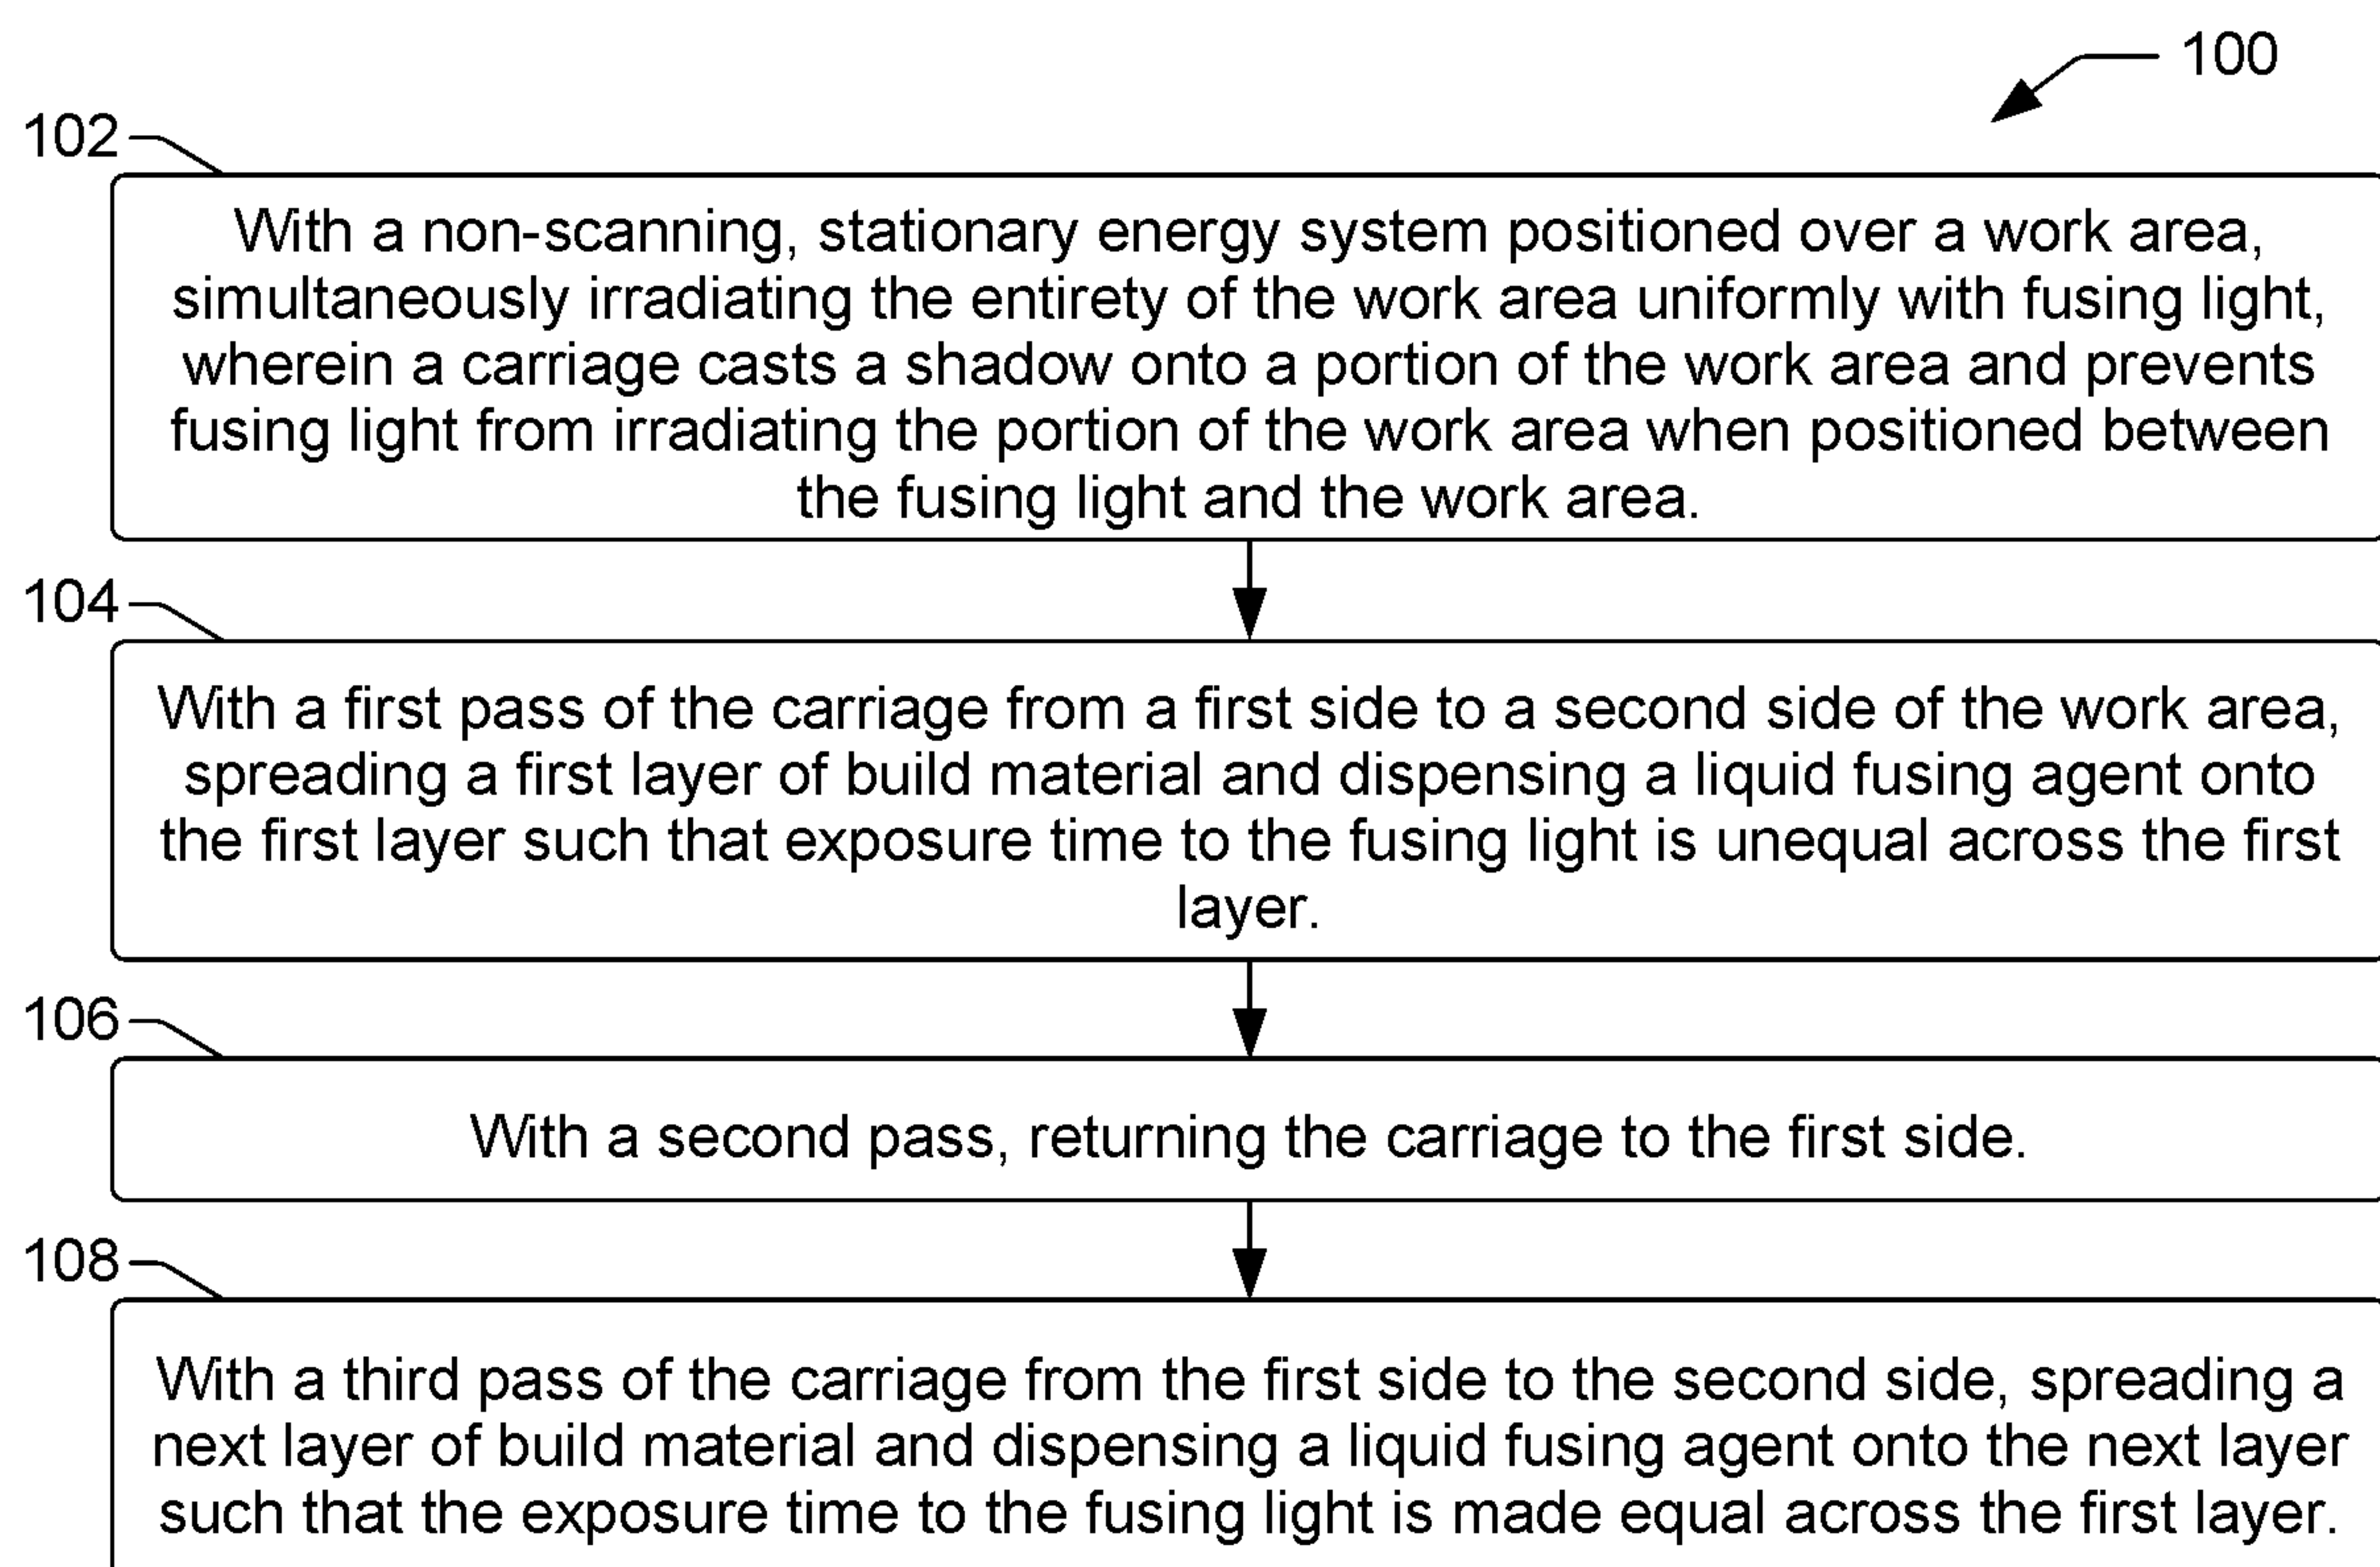 100
102
With a non-scanning, stationary energy system positioned over a work area,
simultaneously irradiating the entirety of the work area uniformly with fusing light,
wherein a carriage casts a shadow onto a portion of the work area and prevents
fusing light from irradiating the portion of the work area when positioned between
the fusing light and the work area.
104
With a first pass of the carriage from a first side to a second side of the work area,
spreading a first layer of build material and dispensing a liquid fusing agent onto
the first layer such that exposure time to the fusing light is unequal across the first
layer.
106
With a second pass, returning the carriage to the first side.
108
With a third pass of the carriage from the first side to the second side, spreading a
next layer of build material and dispensing a liquid fusing agent onto the next layer
such that the exposure time to the fusing light is made equal across the first layer.